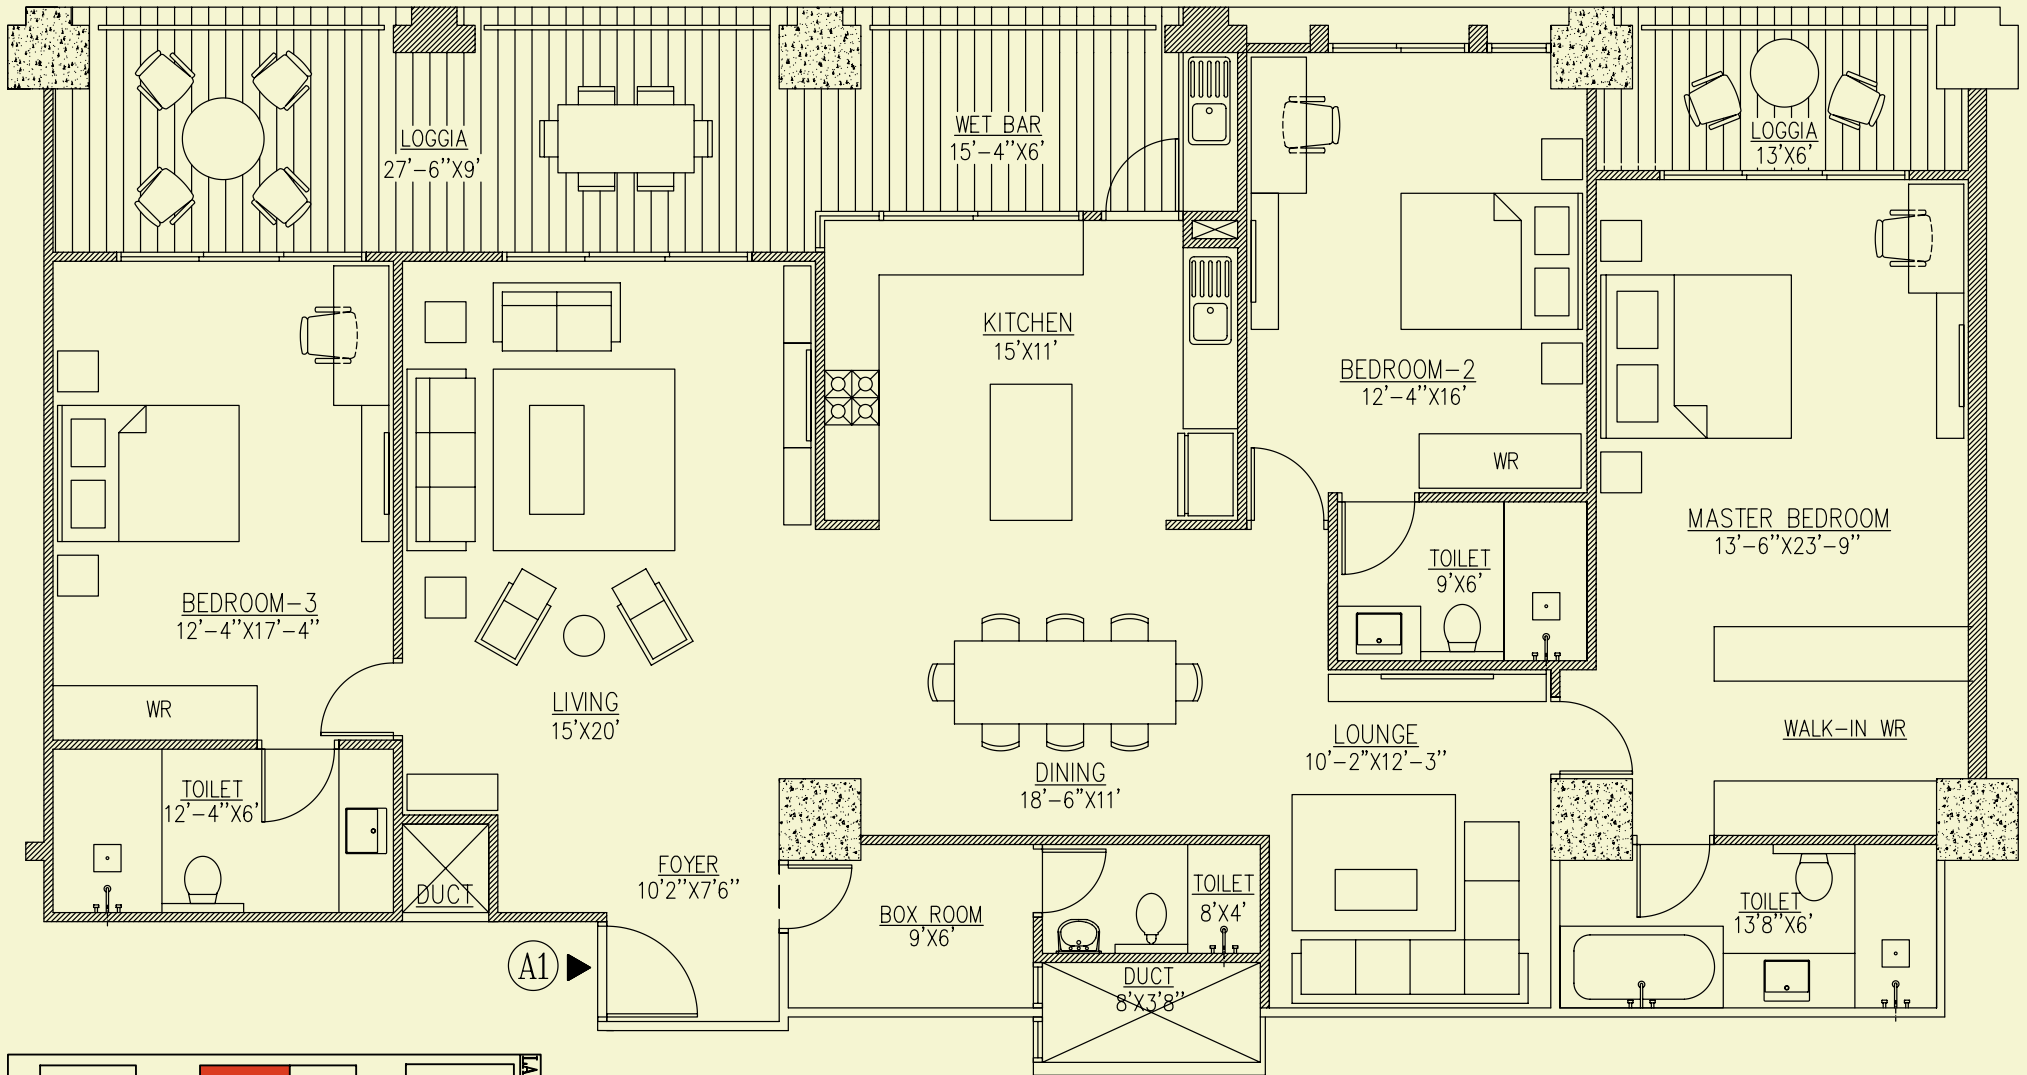 LOGGIA
27'-6"X9'
WET BAR
15'-4"X6'
LOGGIA
13'X6'
KITCHEN
15'X11'
BEDROOM-2
12'-4"X16'
WR
MASTER BEDROOM
13'-6"X23'-9"
TOILET
9'X6'
BEDROOM-3
12'-4"X17'-4"
WR
LIVING
15'X20'
LOUNGE
10'-2"X12'-3"
WALK-IN WR
DINING
18'-6"X11'
TOILET
12'-4"X6'
DUCT
FOYER
10'2"X7'6"
BOX ROOM
9'X6'
TOILET
8'X4'
TOILET
13'8"X6'
A1
DUCT
8'X3'8"